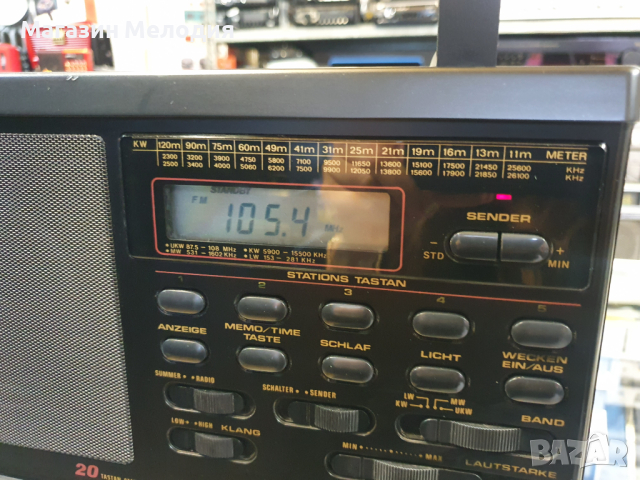 Магазин Мелодия
KW 120m 90m 75m 60m 49m 41m 31m 25m 21m 19m 16m 13m 11m METER
2300 3200 3900 4750 5800 7100 9500 11650 13600 15100 17500 21450 25600 KHz
2500 3400 4000 5060 6200 7500 9900 12050 13800 15600 17900 21850 26100 KHz
STANDBY
FM 105.4 MHz
UKW 87.5 - 108 MHz KW 5900 - 15500 KHz
MW 531 - 1602 KHz LW 153 - 281 KHz
SENDER
- +
STD MIN
STATIONS TASTAN
1 2 3 4 5
ANZEIGE MEMO/TIME TASTE SCHLAF LICHT WECKEN EIN/AUS
SUMMER RADIO SCHALTER SENDER LW MW
KW UKW BAND
LOW HIGH KLANG
MIN MAX LAUTSTARKE
20
BAZAR